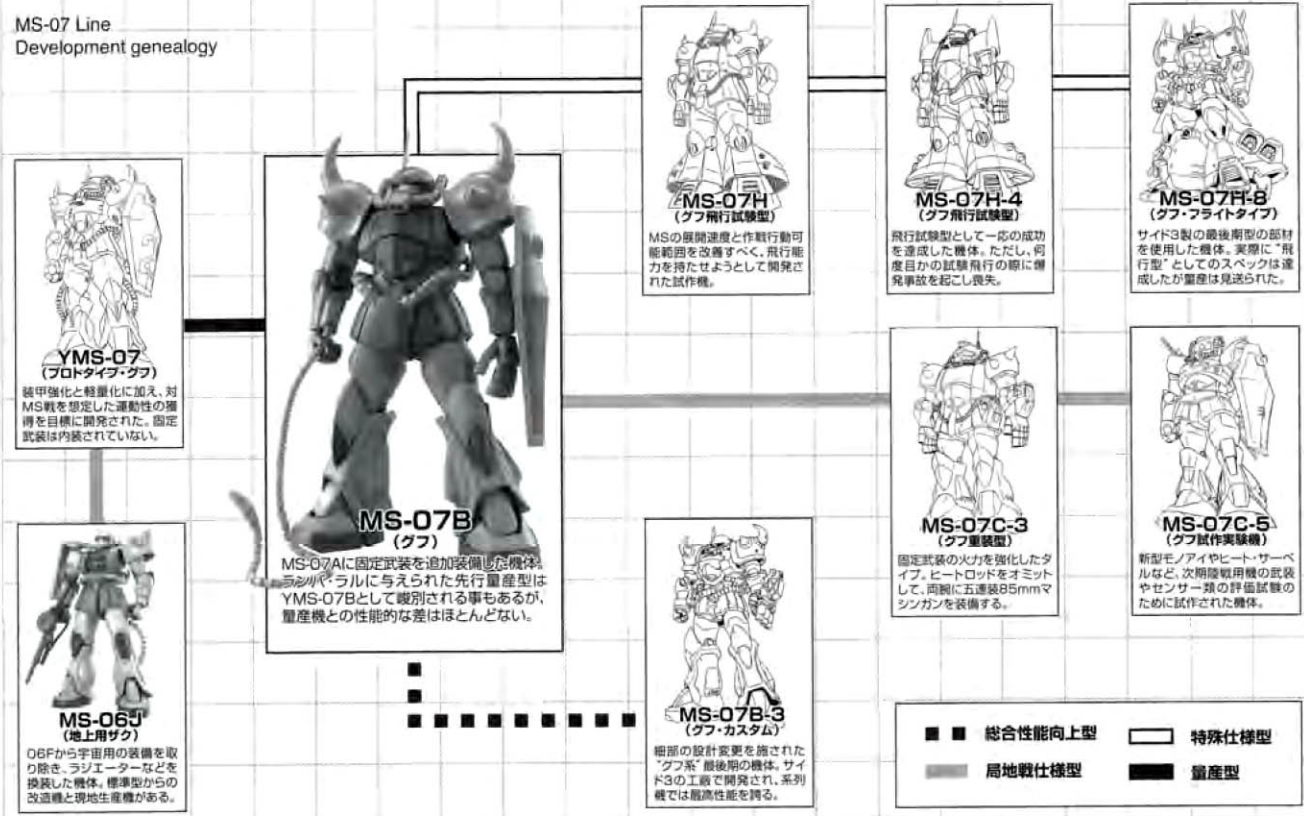 MS-07 Line
Development genealogy
MS-07H
(グフ飛行試験型)
MSの展開速度と作戦行動可
能範囲を改善すべく、飛行能
力を持たせようとして開発さ
れた試作機。
MS-07H-4
(グフ飛行試験型)
飛行試験型として一応の成功
を達成した機体。ただし、何
度目かの試験飛行の際に爆
発事故を起こし喪失。
MS-07H-8
(グフ・フライトタイプ)
サイド3製の最後期型の部材
を使用した機体。実際に“飛
行型”としてのスペックは達
成したが量産は見送られた。
YMS-07
(プロトタイプ・グフ)
装甲強化と軽量化に加え、対
MS戦を想定した運動性の獲
得を目標に開発された。固定
武装は内装されていない。
MS-07B
(グフ)
MS-07Aに固定武装を追加装備した機体。
ランバ・ラルに与えられた先行量産型は
YMS-07Bとして峻別される事もあるが、
量産機との性能的な差はほとんどない。
MS-07C-3
(グフ重装型)
固定武装の火力を強化したタ
イプ。ヒートロッドをオミット
して、両腕に五連装85mmマ
シンガンを装備する。
MS-07C-5
(グフ試作実験機)
新型モノアイやヒート・サーベ
ルなど、次期陸戦用機の武装
やセンサー類の評価試験の
ために試作された機体。
MS-06J
(地上用ザク)
06Fから宇宙用の装備を取
り除き、ラジエーターなどを
換装した機体。標準型からの
改造機と現地生産機がある。
MS-07B-3
(グフ・カスタム)
細部の設計変更を施された
“グフ系”最後期の機体。サイ
ド3の工廠で開発され、系列
機では最高性能を誇る。
総合性能向上型
特殊仕様型
局地戦仕様型
量産型